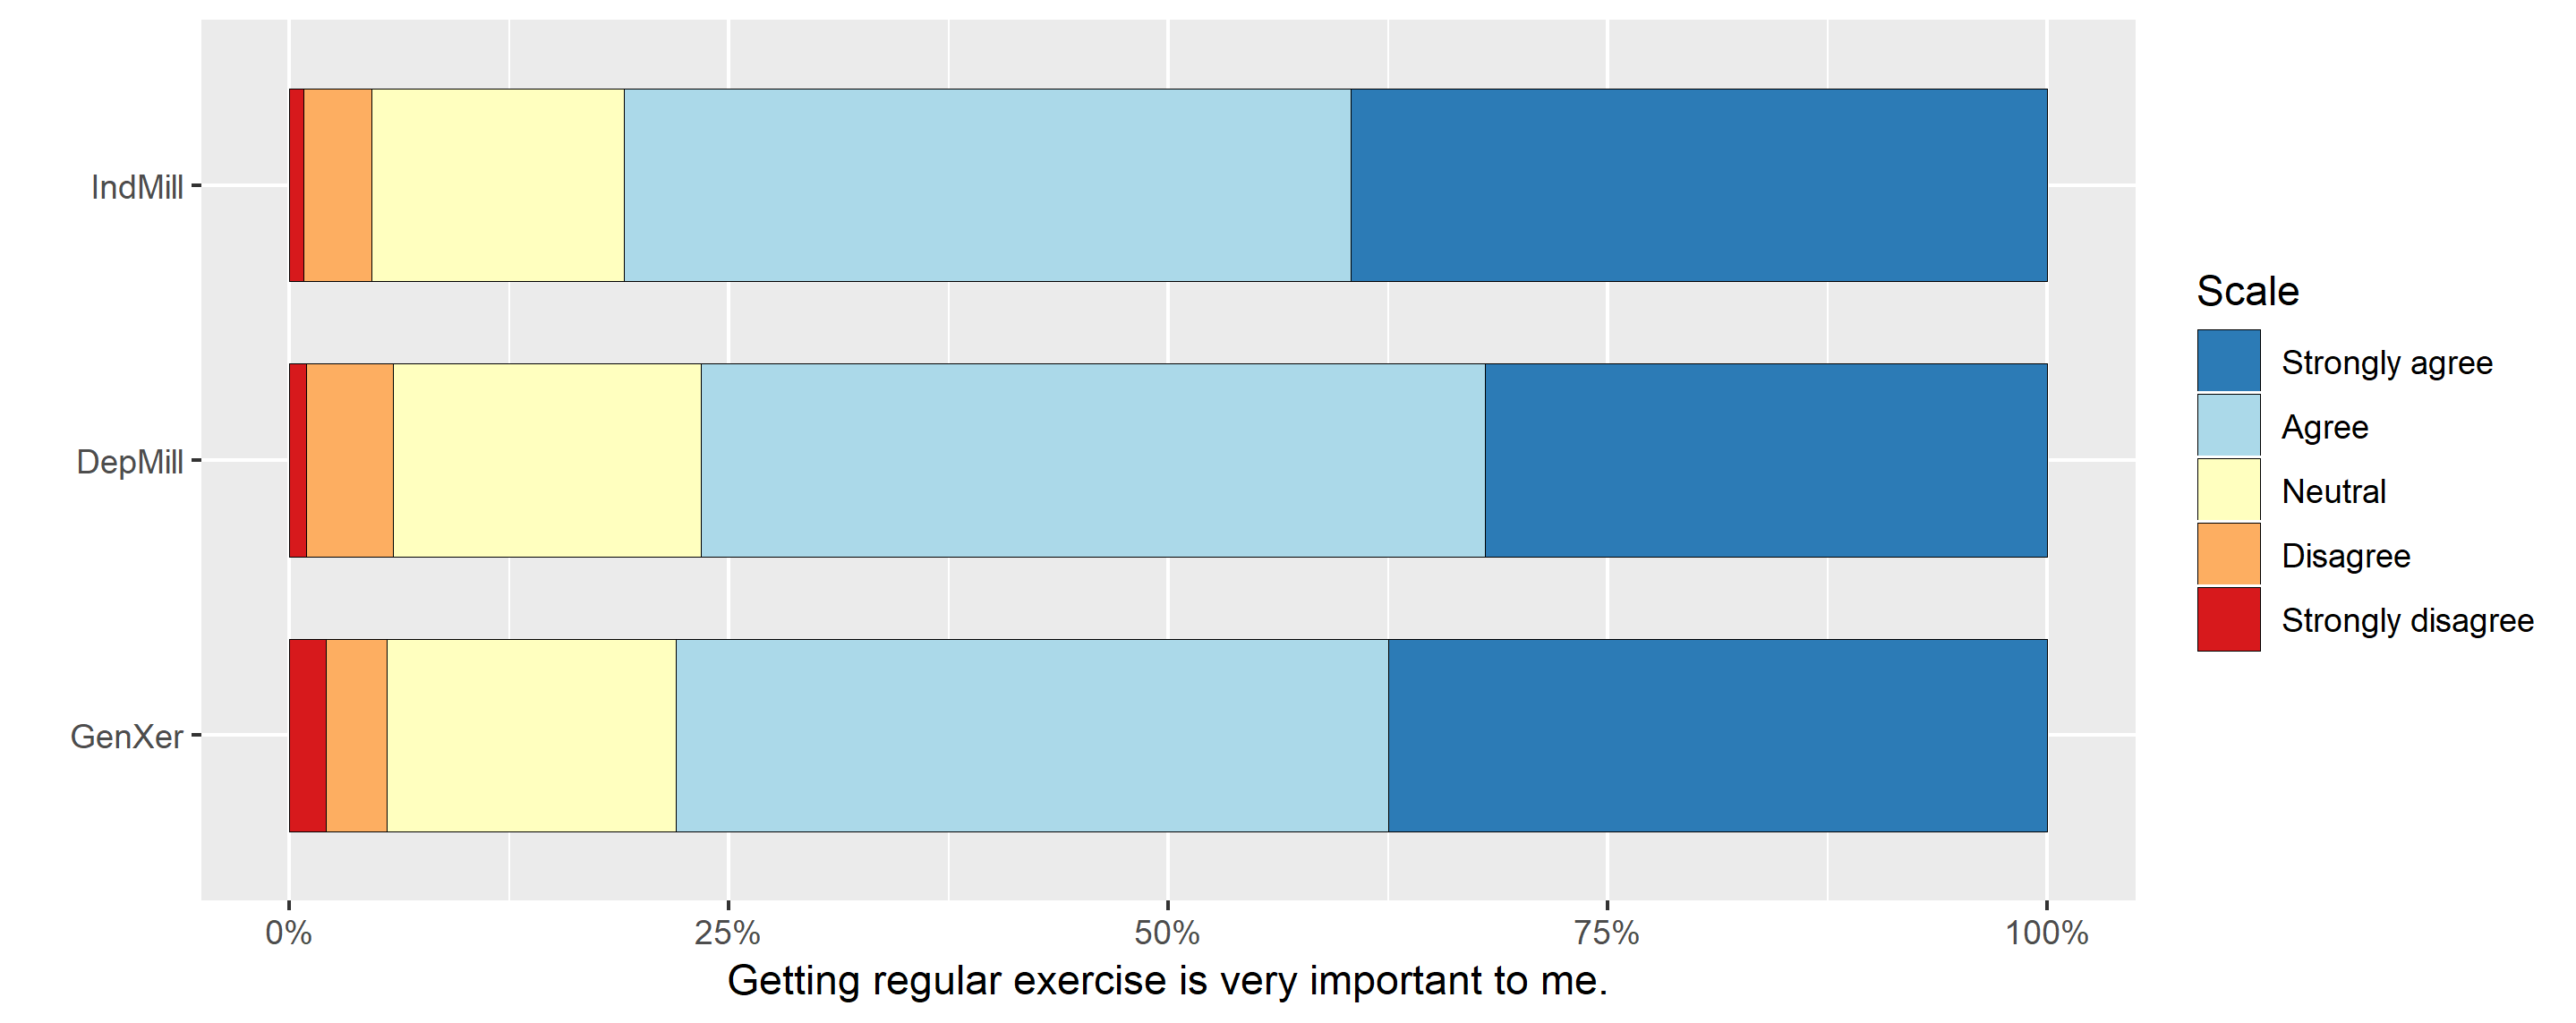 IndMill
DepMill
GenXer
0% 25% 50% 75% 100%
Getting regular exercise is very important to me.
Scale
Strongly agree
Agree
Neutral
Disagree
Strongly disagree